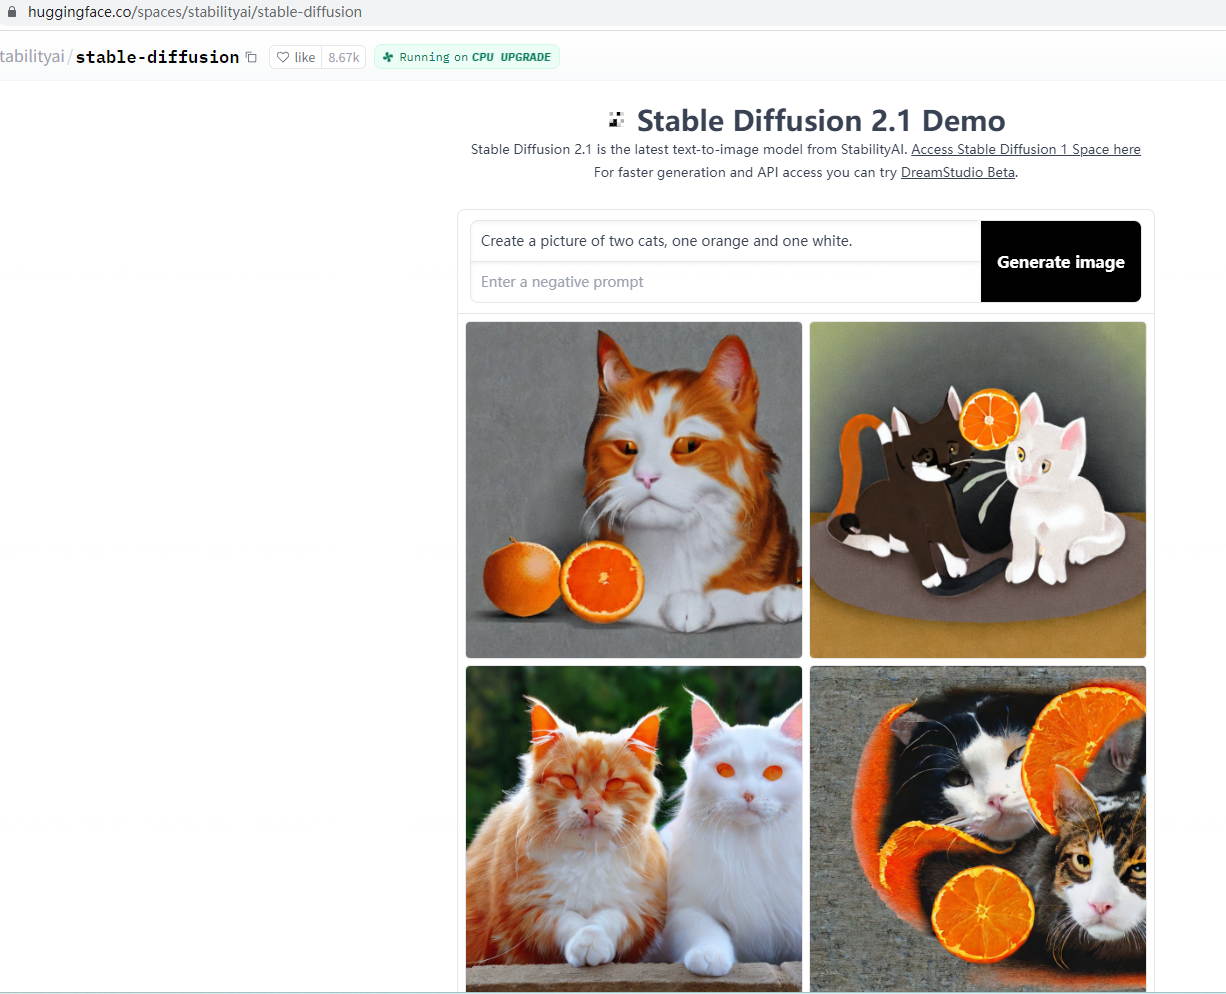 huggingface.co/spaces/stabilityai/stable-diffusion
tabilityai/stable-diffusion like 8.67k Running on CPU UPGRADE
Stable Diffusion 2.1 Demo
Stable Diffusion 2.1 is the latest text-to-image model from StabilityAI. Access Stable Diffusion 1 Space here
For faster generation and API access you can try DreamStudio Beta.
Create a picture of two cats, one orange and one white.
Enter a negative prompt
Generate image